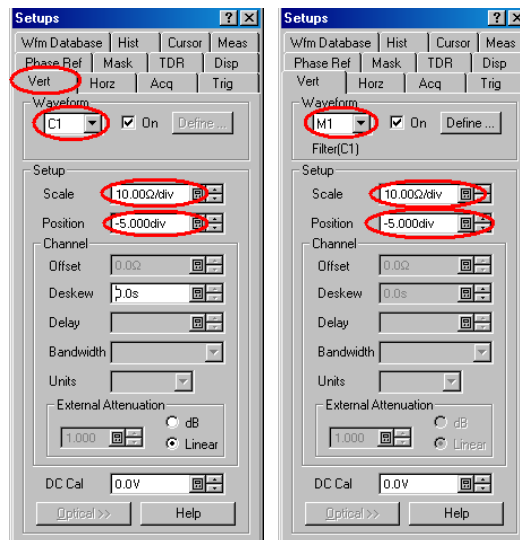 Setups
Wfm Database Hist Cursor Meas
Phase Ref Mask TDR Disp
Vert Horz Acq Trig
Waveform
C1 On Define ...
Setup
Scale 10.00Ω/div
Position -5.000div
Channel
Offset 0.0Ω
Deskew 0.0s
Delay
Bandwidth
Units
External Attenuation
dB
1.000
Linear
DC Cal 0.0V
Optical >> Help
Setups
Wfm Database Hist Cursor Meas
Phase Ref Mask TDR Disp
Vert Horz Acq Trig
Waveform
M1 On Define ...
Filter(C1)
Setup
Scale 10.00Ω/div
Position -5.000div
Channel
Offset 0.0Ω
Deskew 0.0s
Delay
Bandwidth
Units
External Attenuation
dB
1.000
Linear
DC Cal 0.0V
Optical >> Help